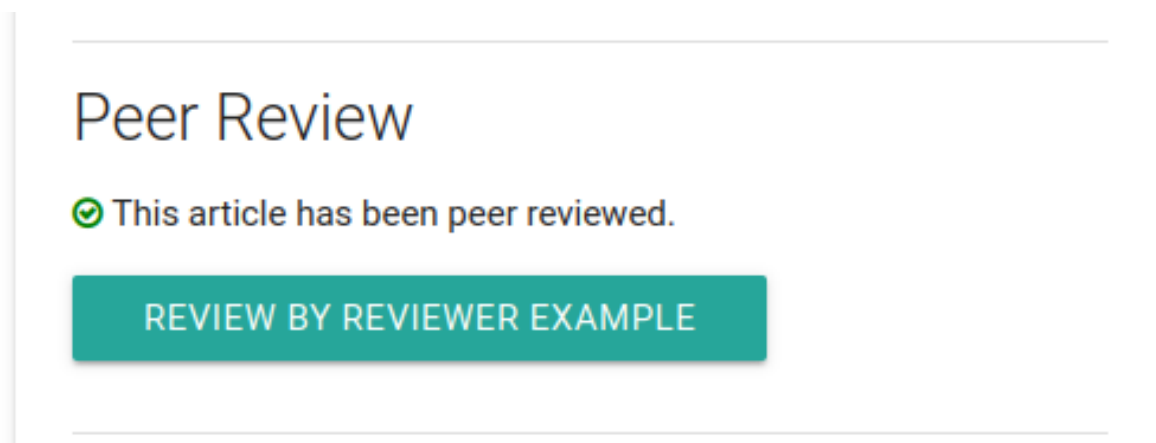 Peer Review
This article has been peer reviewed.
REVIEW BY REVIEWER EXAMPLE